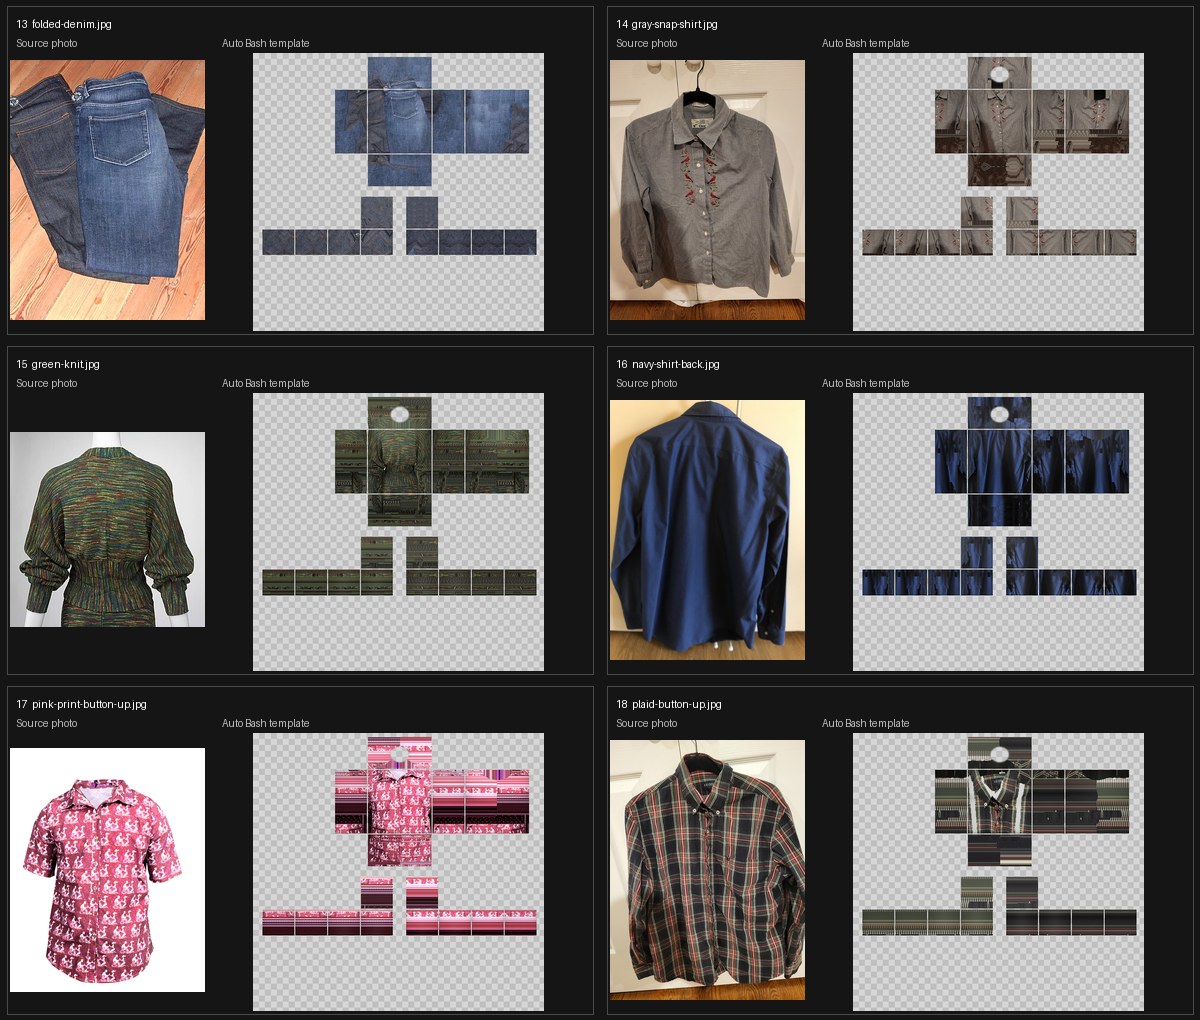 13 folded-denim.jpg
Source photo
Auto Bash template
14 gray-snap-shirt.jpg
Source photo
Auto Bash template
15 green-knit.jpg
Source photo
Auto Bash template
16 navy-shirt-back.jpg
Source photo
Auto Bash template
17 pink-print-button-up.jpg
Source photo
Auto Bash template
18 plaid-button-up.jpg
Source photo
Auto Bash template